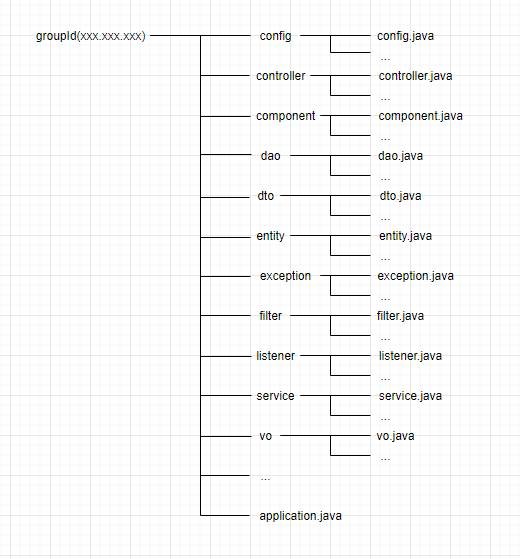 groupId(xxx.xxx.xxx) config config.java
...
controller controller.java
...
component component.java
...
dao dao.java
...
dto dto.java
...
entity entity.java
...
exception exception.java
...
filter filter.java
...
listener listener.java
...
service service.java
...
vo vo.java
...
...
application.java